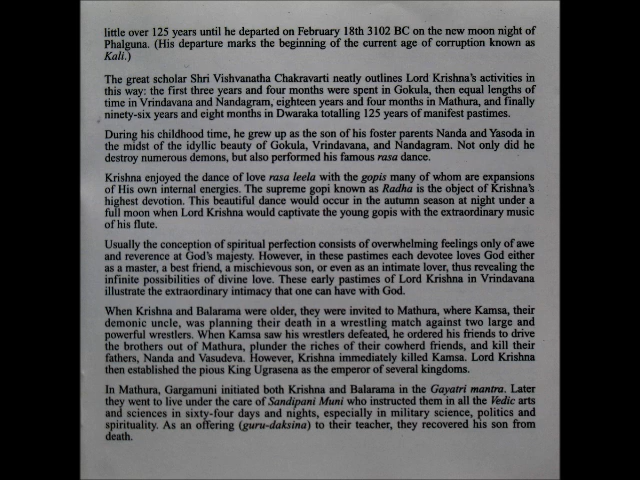 little over 125 years until he departed on February 18th 3102 BC on the new moon night of
Phalguna. (His departure marks the beginning of the current age of corruption known as
Kali.)
The great scholar Shri Vishvanatha Chakravarti neatly outlines Lord Krishna's activities in
this way: the first three years and four months were spent in Gokula, then equal lengths of
time in Vrindavana and Nandagram, eighteen years and four months in Mathura, and finally
ninety-six years and eight months in Dwaraka totalling 125 years of manifest pastimes.
During his childhood time, he grew up as the son of his foster parents Nanda and Yasoda in
the midst of the idyllic beauty of Gokula, Vrindavana, and Nandagram. Not only did he
destroy numerous demons, but also performed his famous rasa dance.
Krishna enjoyed the dance of love rasa leela with the gopis many of whom are expansions
of His own internal energies. The supreme gopi known as Radha is the object of Krishna's
highest devotion. This beautiful dance would occur in the autumn season at night under a
full moon when Lord Krishna would captivate the young gopis with the extraordinary music
of his flute.
Usually the conception of spiritual perfection consists of overwhelming feelings only of awe
and reverence at God's majesty. However, in these pastimes each devotee loves God either
as a master, a best friend, a mischievous son, or even as an intimate lover, thus revealing the
infinite possibilities of divine love. These early pastimes of Lord Krishna in Vrindavana
illustrate the extraordinary intimacy that one can have with God.
When Krishna and Balarama were older, they were invited to Mathura, where Kamsa, their
demonic uncle, was planning their death in a wrestling match against two large and
powerful wrestlers. When Kamsa saw his wrestlers defeated, he ordered his friends to drive
the brothers out of Mathura, plunder the riches of their cowherd friends, and kill their
fathers, Nanda and Vasudeva. However, Krishna immediately killed Kamsa. Lord Krishna
then established the pious King Ugrasena as the emperor of several kingdoms.
In Mathura, Gargamuni initiated both Krishna and Balarama in the Gayatri mantra. Later
they went to live under the care of Sandipani Muni who instructed them in all the Vedic arts
and sciences in sixty-four days and nights, especially in military science, politics and
spirituality. As an offering (guru-daksina) to their teacher, they recovered his son from
death.